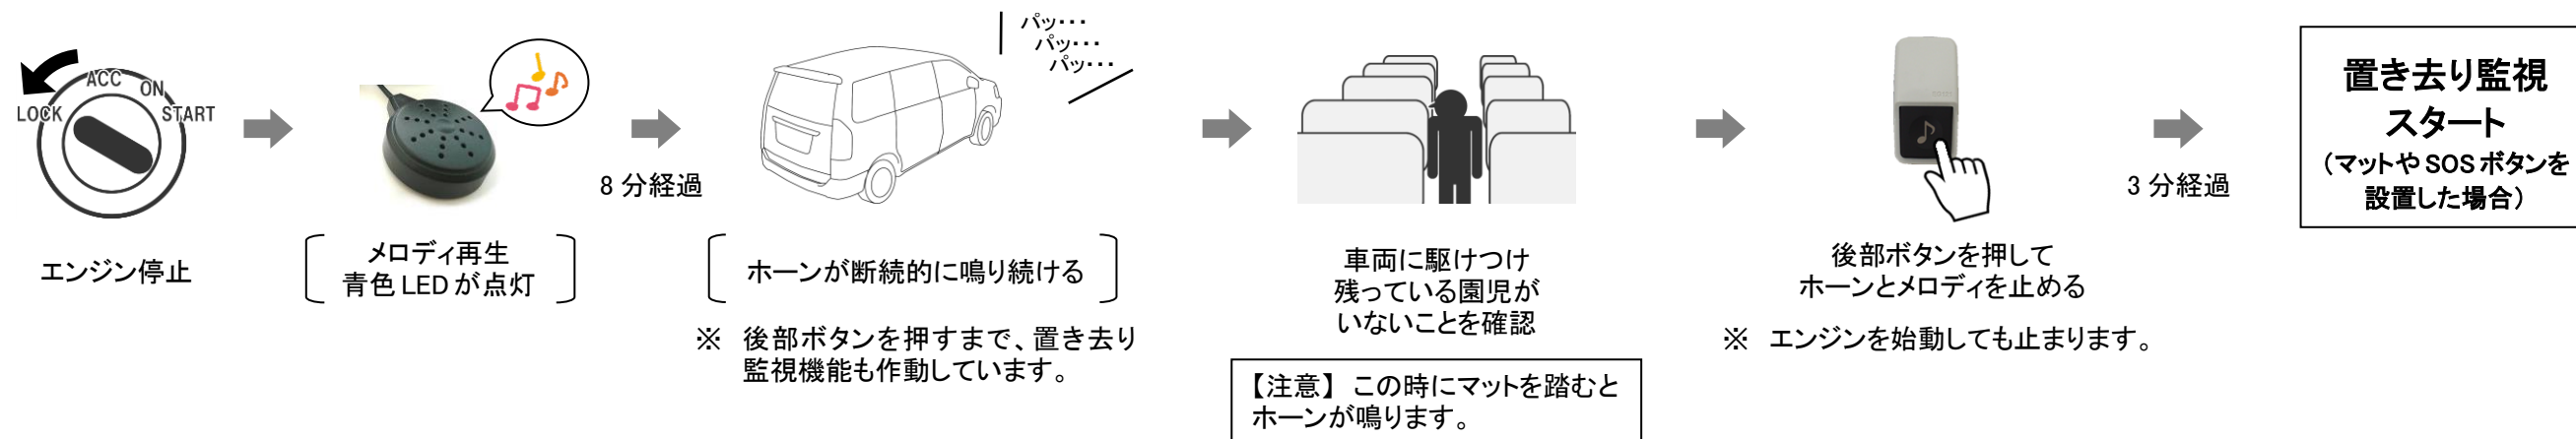 パッ・・・
パッ・・・
パッ・・・
LOCK
ACC
ON
START
8 分経過
3 分経過
置き去り監視
スタート
（マットや SOS ボタンを
設置した場合）
エンジン停止
メロディ再生
青色 LED が点灯
ホーンが断続的に鳴り続ける
※ 後部ボタンを押すまで、置き去り
監視機能も作動しています。
車両に駆けつけ
残っている園児が
いないことを確認
【注意】 この時にマットを踏むと
ホーンが鳴ります。
後部ボタンを押して
ホーンとメロディを止める
※ エンジンを始動しても止まります。